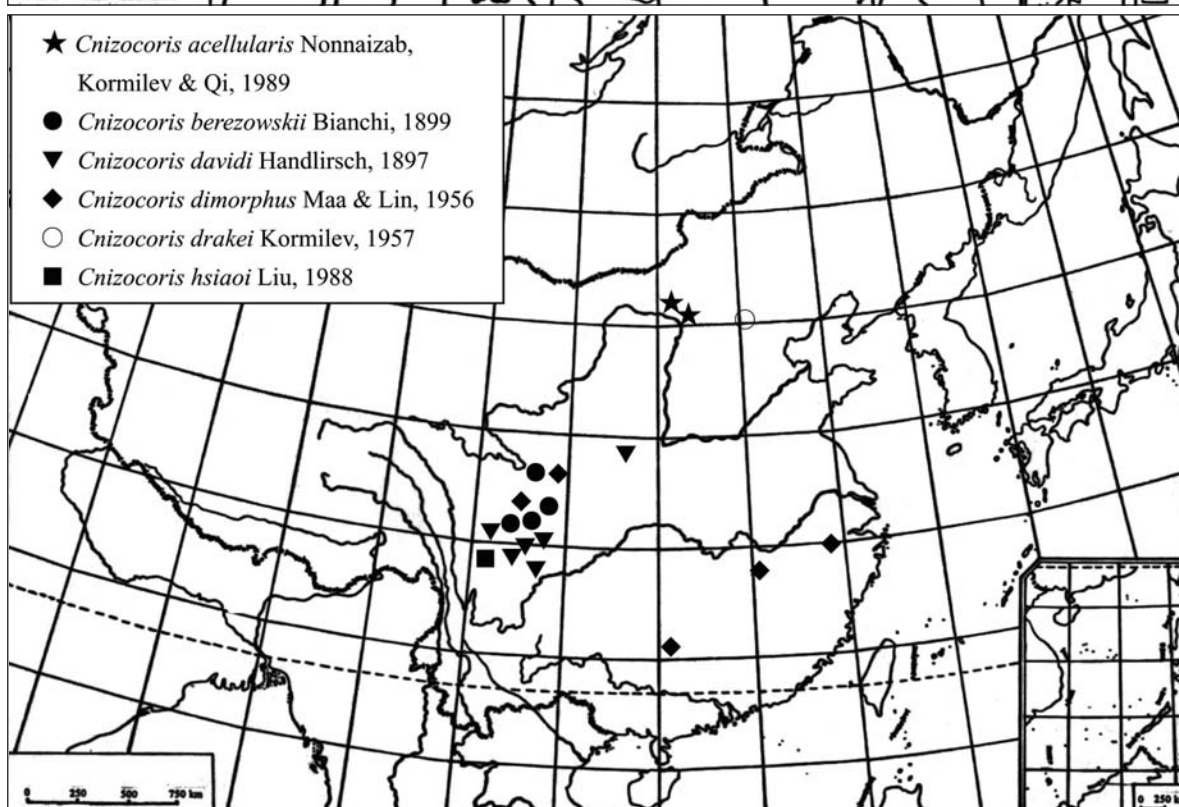 ★ Cnizocoris acellularis Nonnaizab,
Kormilev & Qi, 1989
● Cnizocoris berezowskii Bianchi, 1899
▼ Cnizocoris davidi Handlirsch, 1897
◆ Cnizocoris dimorphus Maa & Lin, 1956
○ Cnizocoris drakei Kormilev, 1957
■ Cnizocoris hsiaoi Liu, 1988
0 250 500 750 km
0 250